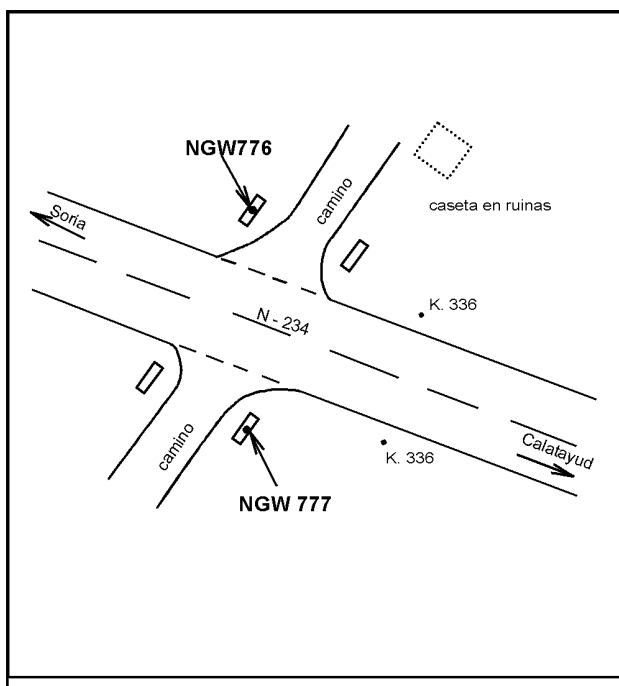 NGW776
camino
caseta en ruinas
Soria
K. 336
N - 234
Calatayud
K. 336
camino
NGW 777